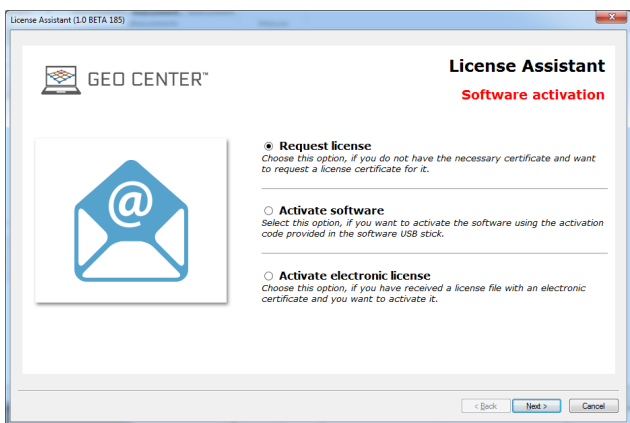 License Assistant (1.0 BETA 185)
GEO CENTER™
License Assistant
Software activation
@
Request license
Choose this option, if you do not have the necessary certificate and want
to request a license certificate for it.
Activate software
Select this option, if you want to activate the software using the activation
code provided in the software USB stick.
Activate electronic license
Choose this option, if you have received a license file with an electronic
certificate and you want to activate it.
< Back Next > Cancel